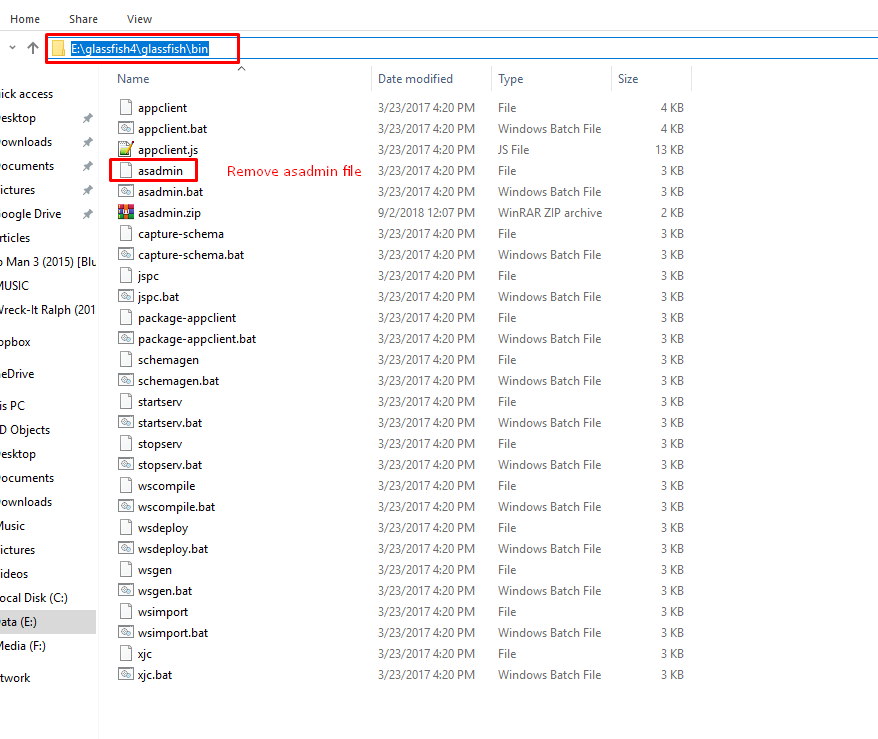 Home Share View
E:\glassfish4\glassfish\bin
Name Date modified Type Size
ick access
esktop
ownloads
ocuments
ictures
oogle Drive
rticles
o Man 3 (2015) [Blu
MUSIC
Vreck-It Ralph (201
opbox
eDrive
is PC
D Objects
esktop
ocuments
ownloads
Music
ictures
ideos
ocal Disk (C:)
ata (E:)
Media (F:)
twork
appclient 3/23/2017 4:20 PM File 4 KB
appclient.bat 3/23/2017 4:20 PM Windows Batch File 4 KB
appclient.js 3/23/2017 4:20 PM JS File 13 KB
asadmin Remove asadmin file 3/23/2017 4:20 PM File 3 KB
asadmin.bat 3/23/2017 4:20 PM Windows Batch File 3 KB
asadmin.zip 9/2/2018 12:07 PM WinRAR ZIP archive 2 KB
capture-schema 3/23/2017 4:20 PM File 3 KB
capture-schema.bat 3/23/2017 4:20 PM Windows Batch File 3 KB
jspc 3/23/2017 4:20 PM File 3 KB
jspc.bat 3/23/2017 4:20 PM Windows Batch File 3 KB
package-appclient 3/23/2017 4:20 PM File 3 KB
package-appclient.bat 3/23/2017 4:20 PM Windows Batch File 3 KB
schemagen 3/23/2017 4:20 PM File 3 KB
schemagen.bat 3/23/2017 4:20 PM Windows Batch File 3 KB
startserv 3/23/2017 4:20 PM File 3 KB
startserv.bat 3/23/2017 4:20 PM Windows Batch File 3 KB
stopserv 3/23/2017 4:20 PM File 3 KB
stopserv.bat 3/23/2017 4:20 PM Windows Batch File 3 KB
wscompile 3/23/2017 4:20 PM File 3 KB
wscompile.bat 3/23/2017 4:20 PM Windows Batch File 3 KB
wsdeploy 3/23/2017 4:20 PM File 3 KB
wsdeploy.bat 3/23/2017 4:20 PM Windows Batch File 3 KB
wsgen 3/23/2017 4:20 PM File 3 KB
wsgen.bat 3/23/2017 4:20 PM Windows Batch File 3 KB
wsimport 3/23/2017 4:20 PM File 3 KB
wsimport.bat 3/23/2017 4:20 PM Windows Batch File 3 KB
xjc 3/23/2017 4:20 PM File 3 KB
xjc.bat 3/23/2017 4:20 PM Windows Batch File 3 KB